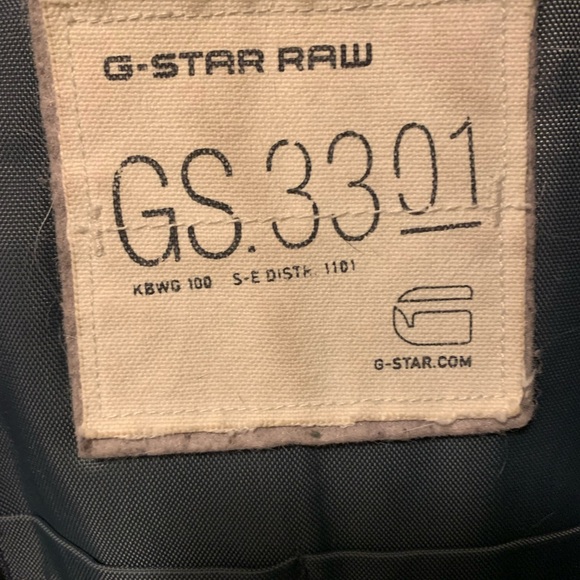 G-STAR RAW
GS.3301
KBWG 100 S-E DISTR. 1101
G-STAR.COM